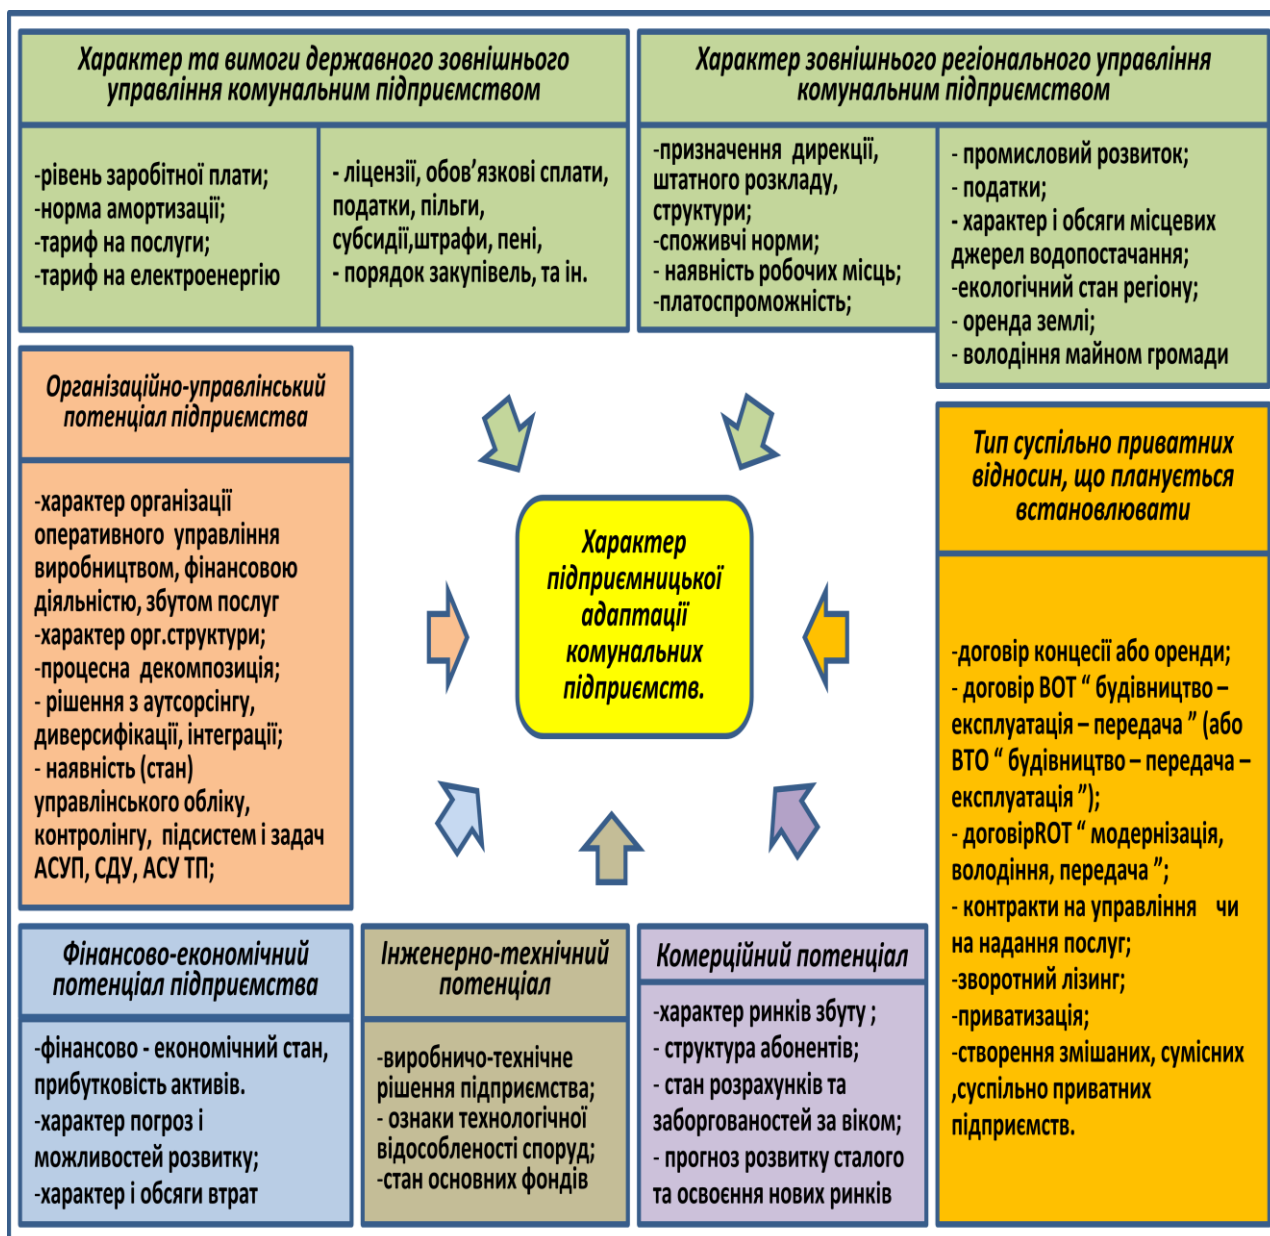 Характер та вимоги державного зовнішнього
управління комунальним підприємством
-рівень заробітної плати;
-норма амортизації;
-тариф на послуги;
-тариф на електроенергію
- ліцензії, обов’язкові сплати,
податки, пільги,
субсидії,штрафи, пені,
- порядок закупівель, та ін.
Характер зовнішнього регіонального управління
комунальним підприємством
-призначення дирекції,
штатного розкладу,
структури;
-споживчі норми;
- наявність робочих місць;
-платоспроможність;
- промисловий розвиток;
- податки;
- характер і обсяги місцевих
джерел водопостачання;
-екологічний стан регіону;
- оренда землі;
- володіння майном громади
Організаційно-управлінський
потенціал підприємства
-характер організації
оперативного управління
виробництвом, фінансовою
діяльністю, збутом послуг
-характер орг.структури;
-процесна декомпозиція;
- рішення з аутсорсінгу,
диверсифікації, інтеграції;
- наявність (стан)
управлінського обліку,
контролінгу, підсистем і задач
АСУП, СДУ, АСУ ТП;
Характер
підприємницької
адаптації
комунальних
підприємств.
Тип суспільно приватних
відносин, що планується
встановлювати
-договір концесії або оренди;
- договір ВОТ “ будівництво –
експлуатація – передача ” (або
ВТО “ будівництво – передача –
експлуатація ”);
- договірROT “ модернізація,
володіння, передача ”;
- контракти на управління чи
на надання послуг;
-зворотний лізинг;
-приватизація;
-створення змішаних, сумісних
,суспільно приватних
підприємств.
Фінансово-економічний
потенціал підприємства
-фінансово - економічний стан,
прибутковість активів.
-характер погроз і
можливостей розвитку;
-характер і обсяги втрат
Інженерно-технічний
потенціал
-виробничо-технічне
рішення підприємства;
- ознаки технологічної
відособленості споруд;
-стан основних фондів
Комерційний потенціал
-характер ринків збуту ;
- структура абонентів;
- стан розрахунків та
заборгованостей за віком;
- прогноз розвитку сталого
та освоєння нових ринків